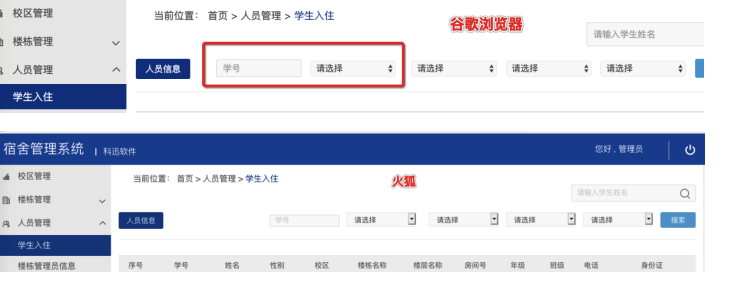 校区管理
当前位置： 首页 > 人员管理 > 学生入住
谷歌浏览器
楼栋管理
请输入学生姓名
人员管理
人员信息
学号
请选择
请选择
请选择
请选择
学生入住
宿舍管理系统 | 科迅软件
您好，管理员
校区管理
当前位置： 首页 > 人员管理 > 学生入住
火狐
楼栋管理
请输入学生姓名
人员管理
人员信息
学号
请选择
请选择
请选择
请选择
搜索
学生入住
楼栋管理员信息
序号 学号 姓名 性别 校区 楼栋名称 楼层名称 房间号 年级 班级 电话 身份证